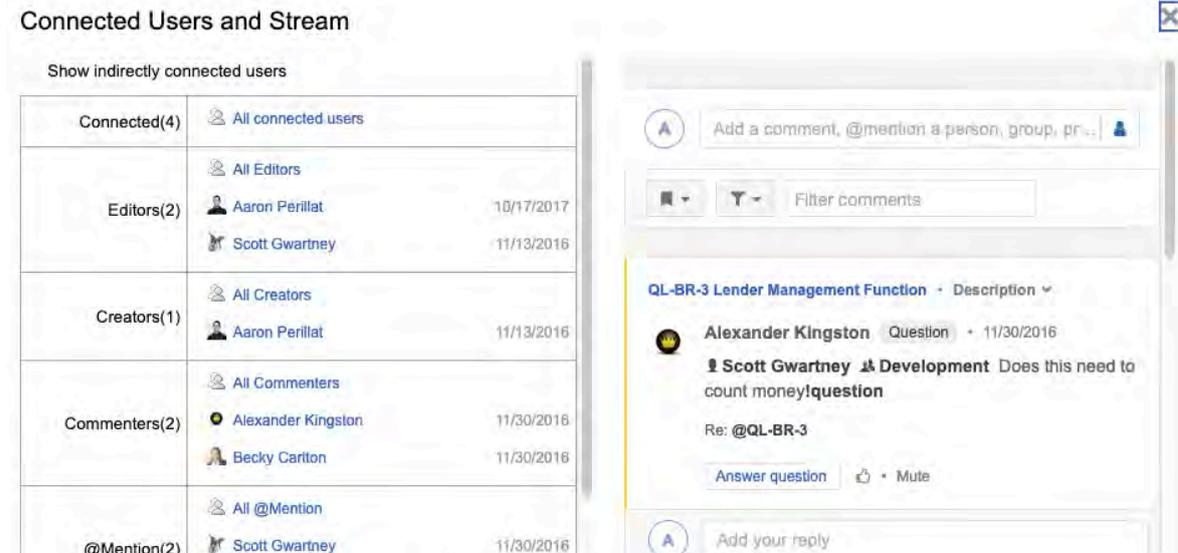 Connected Users and Stream
Show indirectly connected users
Connected(4)
All connected users
Editors(2)
All Editors
Aaron Perillat 10/17/2017
Scott Gwartney 11/13/2016
Creators(1)
All Creators
Aaron Perillat 11/13/2016
Commenters(2)
All Commenters
Alexander Kingston 11/30/2016
Becky Carlton 11/30/2016
@Mention(2)
All @Mention
Scott Gwartney 11/30/2016
A
Add a comment, @mention a person, group, pr...
Filter comments
QL-BR-3 Lender Management Function • Description
Alexander Kingston Question • 11/30/2016
Scott Gwartney Development Does this need to
count money!question
Re: @QL-BR-3
Answer question • Mute
A
Add your reply